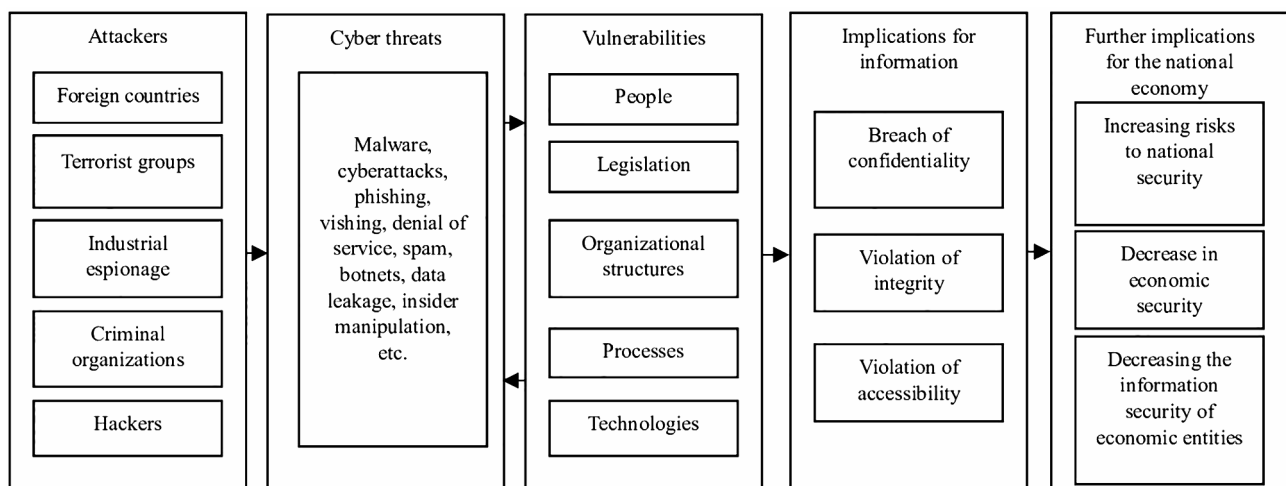 Attackers
Foreign countries
Terrorist groups
Industrial
espionage
Criminal
organizations
Hackers
Cyber threats
Malware,
cyberattacks,
phishing,
vishing, denial of
service, spam,
botnets, data
leakage, insider
manipulation,
etc.
Vulnerabilities
People
Legislation
Organizational
structures
Processes
Technologies
Implications for
information
Breach of
confidentiality
Violation of
integrity
Violation of
accessibility
Further implications
for the national
economy
Increasing risks
to national
security
Decrease in
economic
security
Decreasing the
information
security of
economic entities